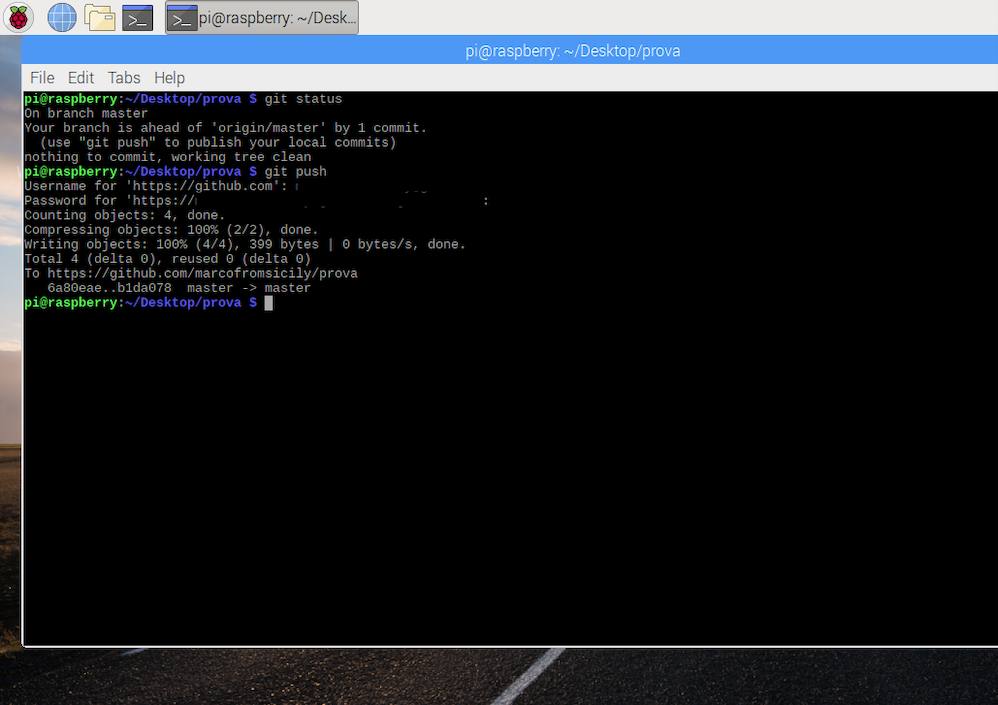 pi@raspberry: ~/Desk...
pi@raspberry: ~/Desktop/prova
File Edit Tabs Help
pi@raspberry:~/Desktop/prova $ git status
On branch master
Your branch is ahead of 'origin/master' by 1 commit.
  (use "git push" to publish your local commits)
nothing to commit, working tree clean
pi@raspberry:~/Desktop/prova $ git push
Username for 'https://github.com':
Password for 'https:// :
Counting objects: 4, done.
Compressing objects: 100% (2/2), done.
Writing objects: 100% (4/4), 399 bytes | 0 bytes/s, done.
Total 4 (delta 0), reused 0 (delta 0)
To https://github.com/marcofromsicily/prova
   6a80eae..b1da078  master -> master
pi@raspberry:~/Desktop/prova $